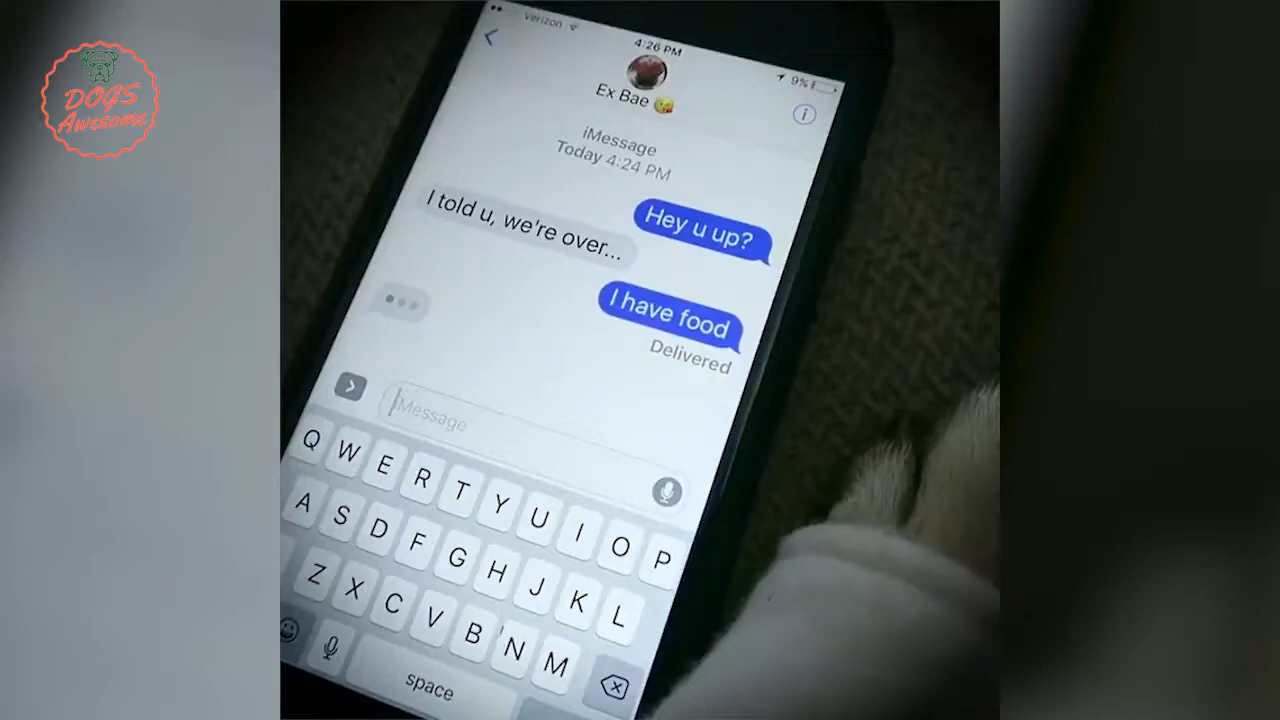 DOGS
Awesome
verizon
4:26 PM
9%
Ex Bae 😘
iMessage
Today 4:24 PM
Hey u up?
I told u, we're over...
I have food
Delivered
iMessage
Q W E R T Y U I O P
A S D F G H J K L
Z X C V B N M
space